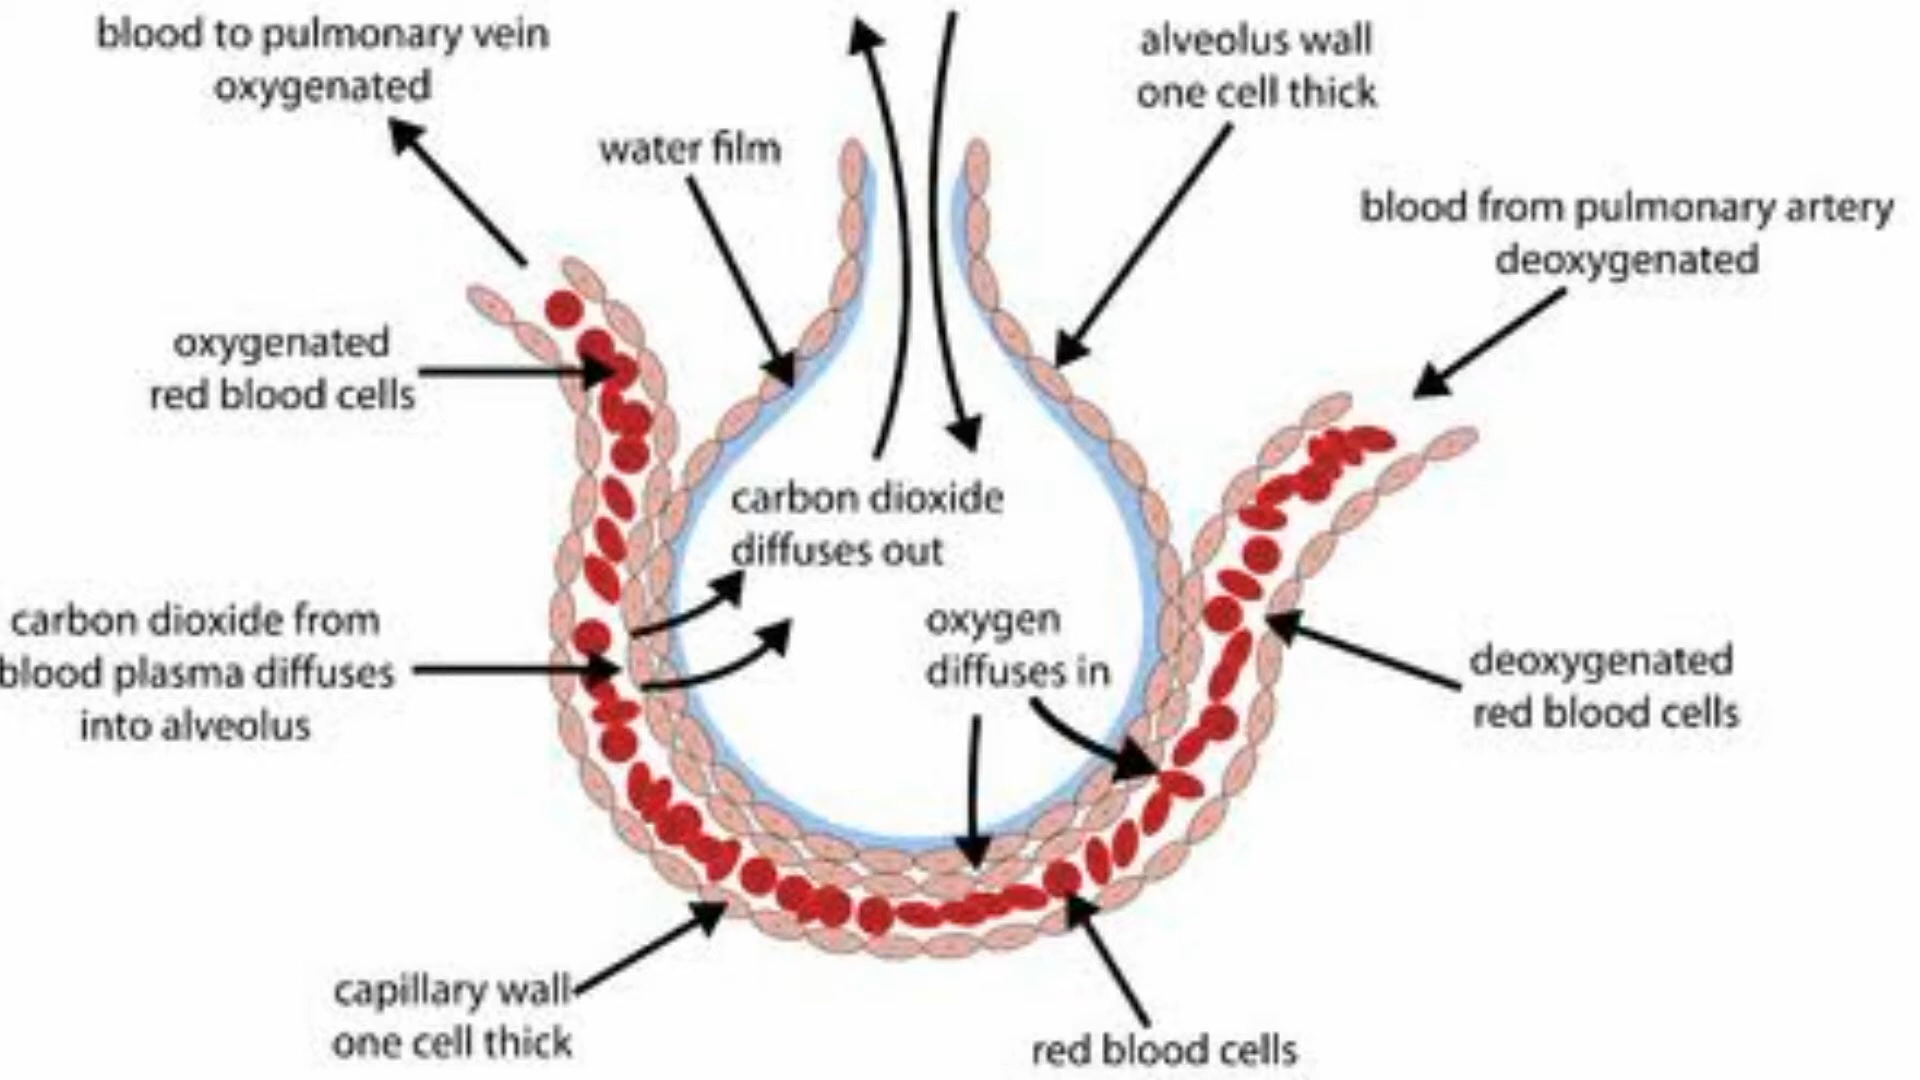 blood to pulmonary vein
oxygenated
water film
alveolus wall
one cell thick
blood from pulmonary artery
deoxygenated
oxygenated
red blood cells
carbon dioxide
diffuses out
carbon dioxide from
blood plasma diffuses
into alveolus
oxygen
diffuses in
deoxygenated
red blood cells
capillary wall
one cell thick
red blood cells